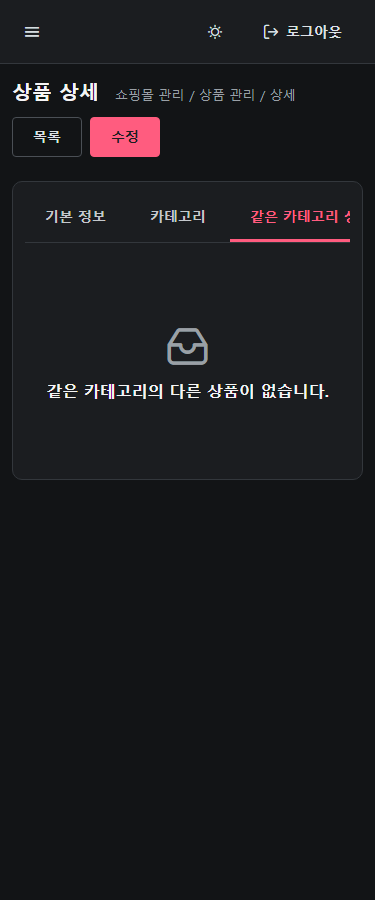 로그아웃
상품 상세 쇼핑몰 관리 / 상품 관리 / 상세
목록 수정
기본 정보 카테고리 같은 카테고리
같은 카테고리의 다른 상품이 없습니다.